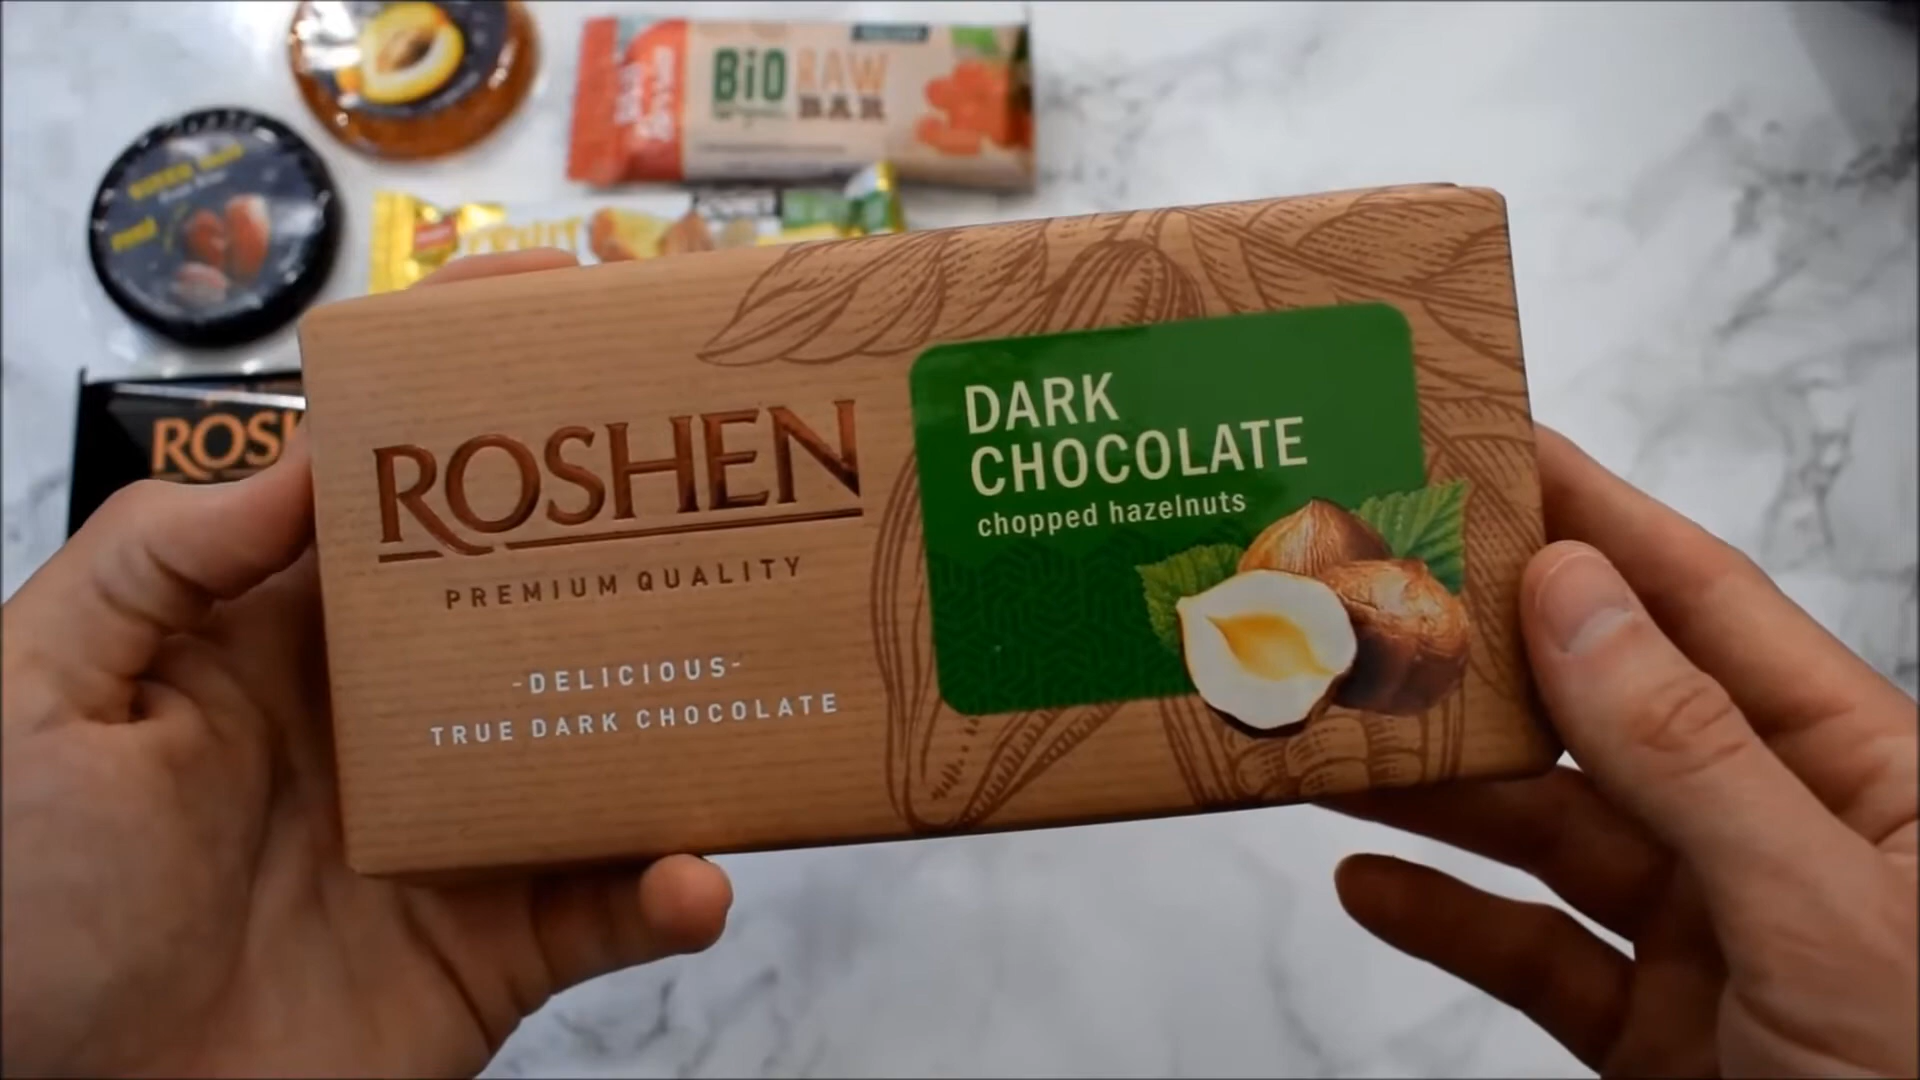 BiO RAW
BAR
ROSH
ROSHEN
PREMIUM QUALITY
-DELICIOUS-
TRUE DARK CHOCOLATE
DARK
CHOCOLATE
chopped hazelnuts